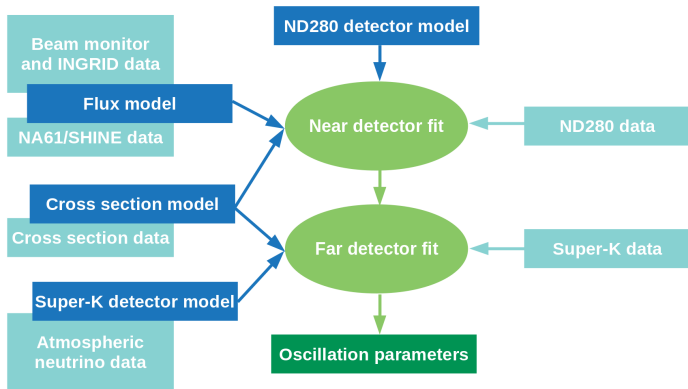 ND280 detector model
Beam monitor
and INGRID data
Flux model
NA61/SHINE data
Near detector fit
ND280 data
Cross section model
Cross section data
Far detector fit
Super-K data
Super-K detector model
Atmospheric
neutrino data
Oscillation parameters